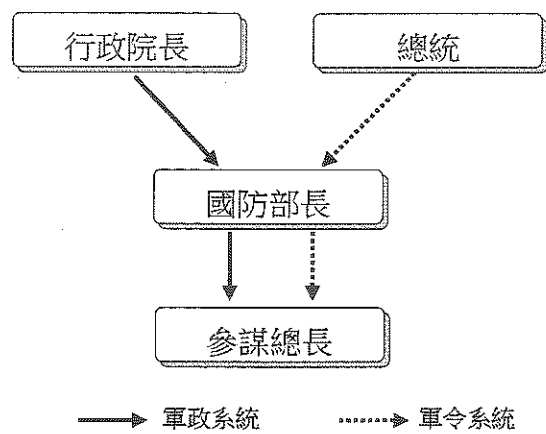 行政院長 總統
國防部長
參謀總長
軍政系統 軍令系統